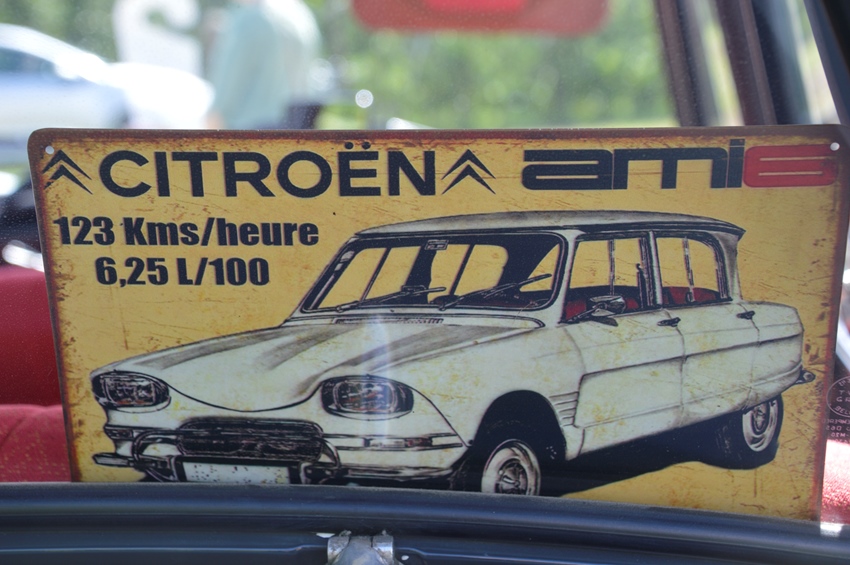 CITROËN ami6
123 Kms/heure
6,25 L/100